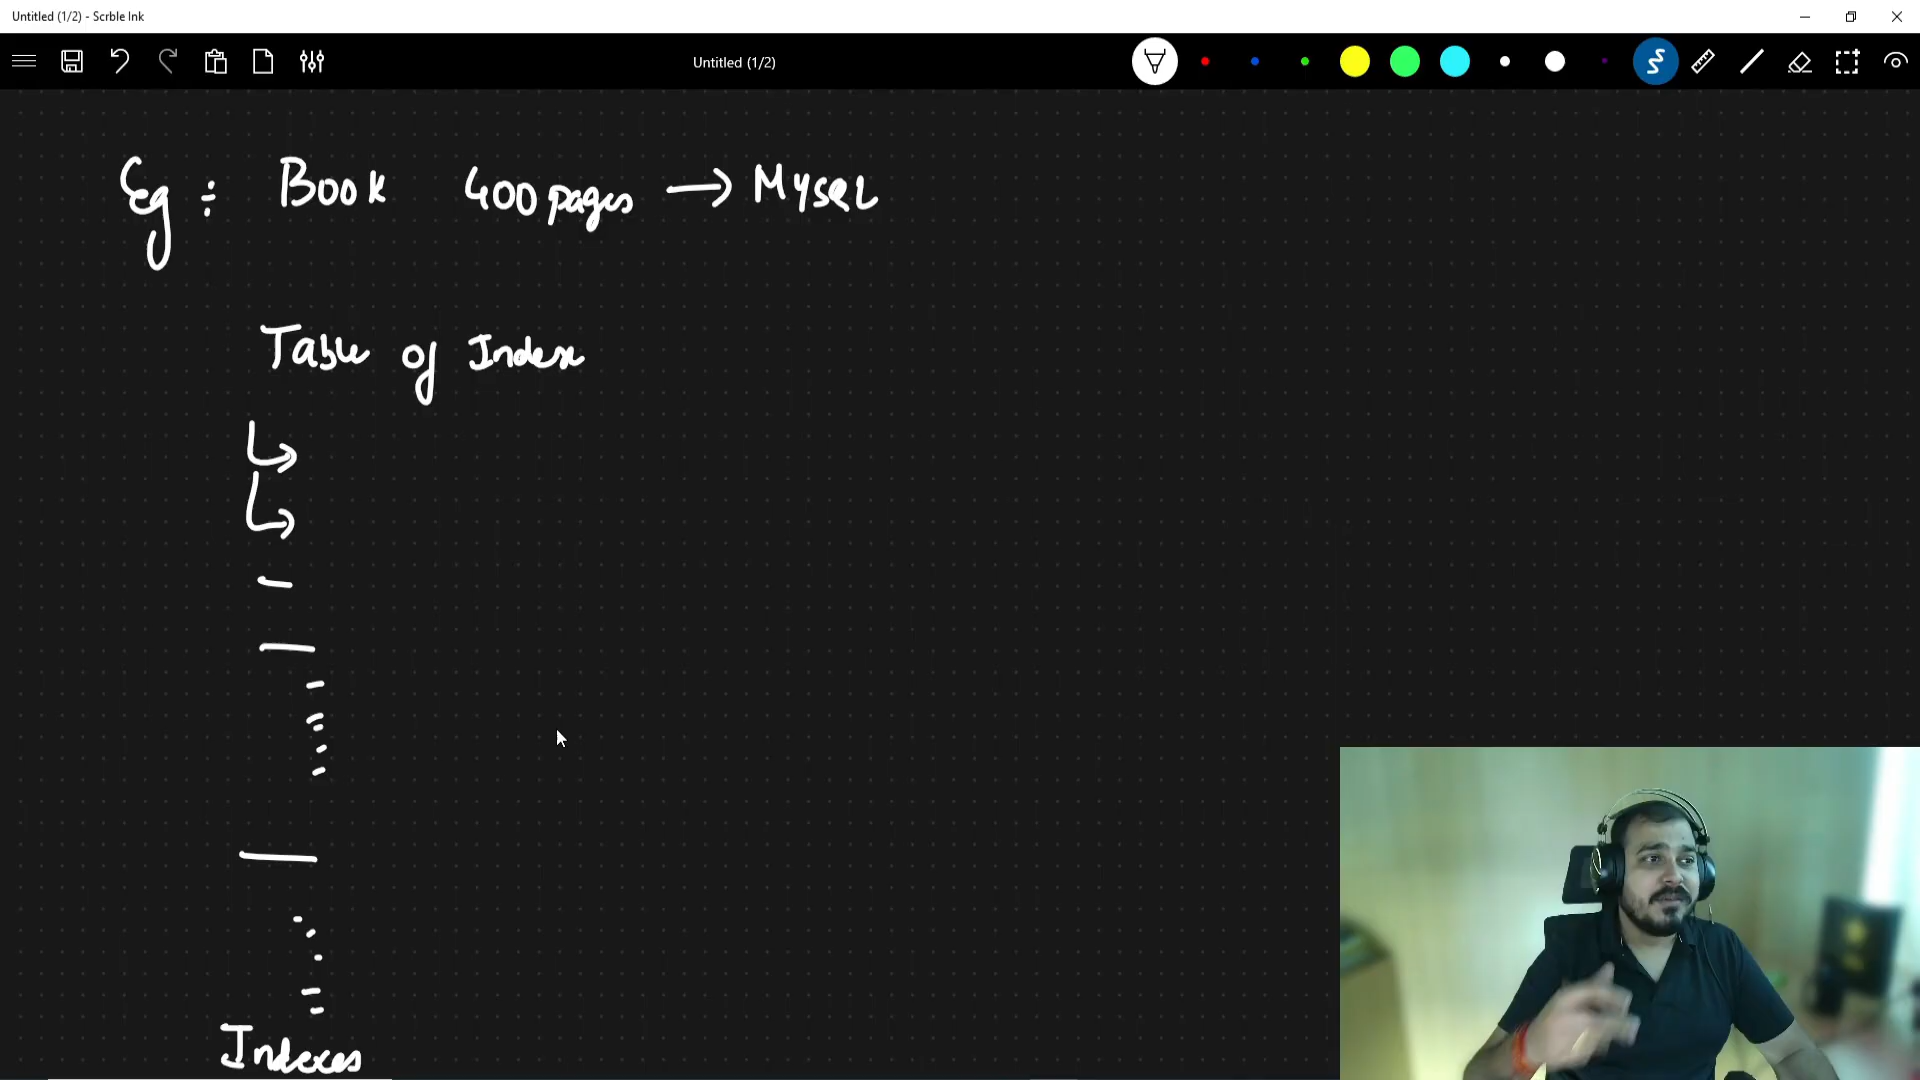 Untitled (1/2) - Scrble Ink
Untitled (1/2)
Eg ÷ Book 400 pages → MySQL
Table of Index
Indexes